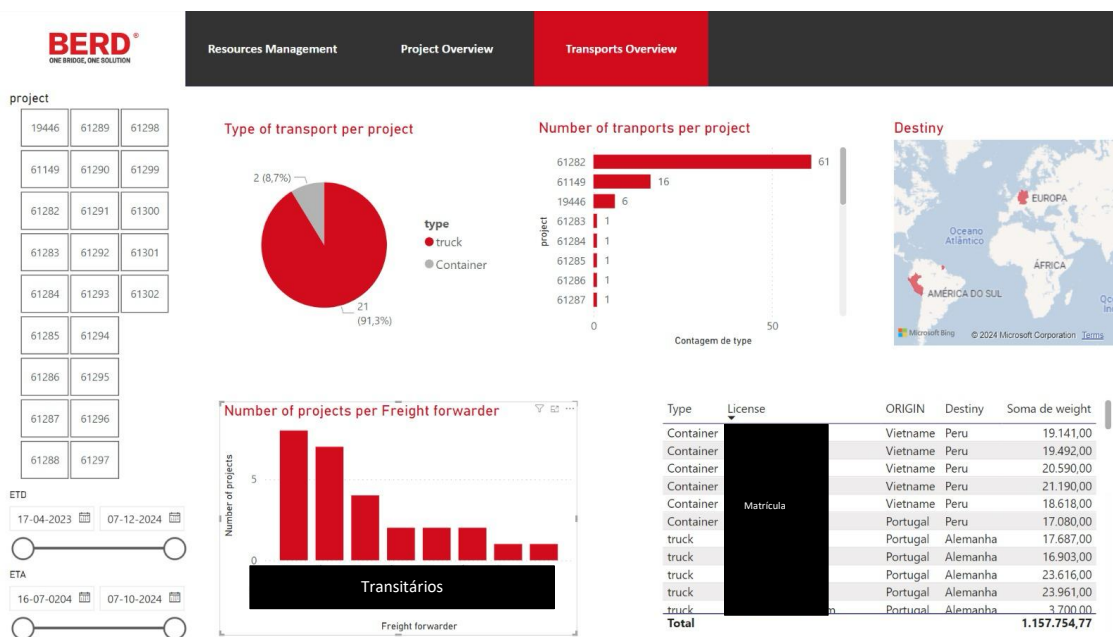 BERD®
ONE BRIDGE, ONE SOLUTION
Resources Management
Project Overview
Transports Overview
project
19446 61289 61298
61149 61290 61299
61282 61291 61300
61283 61292 61301
61284 61293 61302
61285 61294
61286 61295
61287 61296
61288 61297
ETD
17-04-2023 07-12-2024
ETA
16-07-0204 07-10-2024
Type of transport per project
2 (8,7%)
21
(91,3%)
type
truck
Container
Number of tranports per project
project
61282 61
61149 16
19446 6
61283 1
61284 1
61285 1
61286 1
61287 1
0 50
Contagem de type
Destiny
EUROPA
Oceano
Atlântico
ÁFRICA
AMÉRICA DO SUL
Microsoft Bing © 2024 Microsoft Corporation Terms
Number of projects per Freight forwarder
Number of projects
5
0
Transitários
Freight forwarder
Type License ORIGIN Destiny Soma de weight
Container Vietname Peru 19.141,00
Container Vietname Peru 19.492,00
Container Vietname Peru 20.590,00
Container Vietname Peru 21.190,00
Container Matrícula Vietname Peru 18.618,00
Container Portugal Peru 17.080,00
truck Portugal Alemanha 17.687,00
truck Portugal Alemanha 16.903,00
truck Portugal Alemanha 23.616,00
truck Portugal Alemanha 23.961,00
truck Portugal Alemanha 3.700,00
Total 1.157.754,77